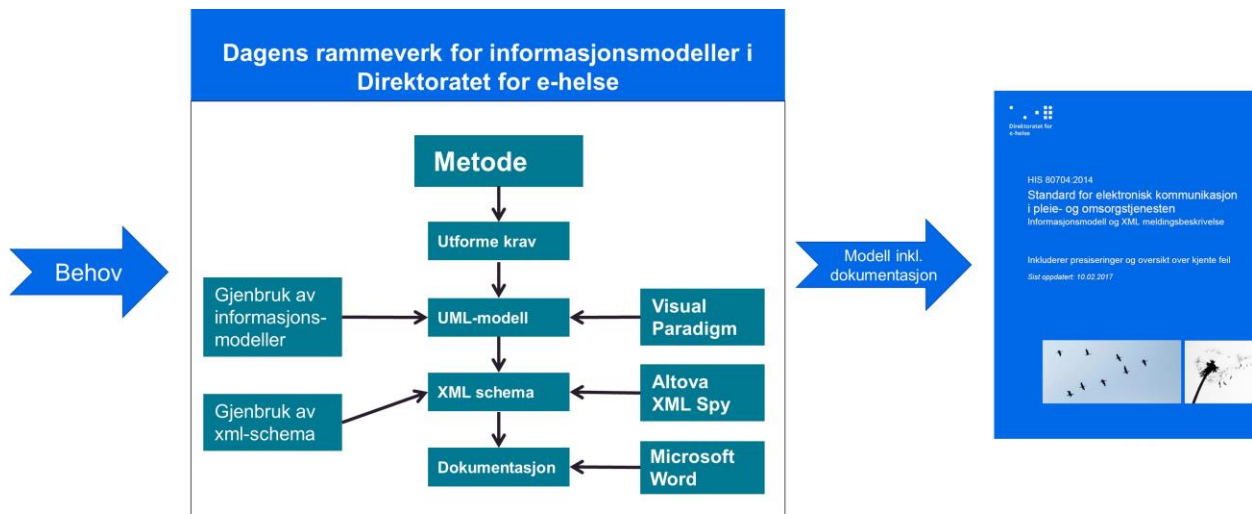 Dagens rammeverk for informasjonsmodeller i
Direktoratet for e-helse
Behov
Metode
Utforme krav
Gjenbruk av
informasjons-
modeller
UML-modell
Visual
Paradigm
Gjenbruk av
xml-schema
XML schema
Altova
XML Spy
Dokumentasjon
Microsoft
Word
Modell inkl.
dokumentasjon
Direktoratet for
e-helse
HIS 80704:2014
Standard for elektronisk kommunikasjon
i pleie- og omsorgstjenesten
Informasjonsmodell og XML meldingsbeskrivelse
Inkluderer presiseringer og oversikt over kjente feil
Sist oppdatert: 10.02.2017